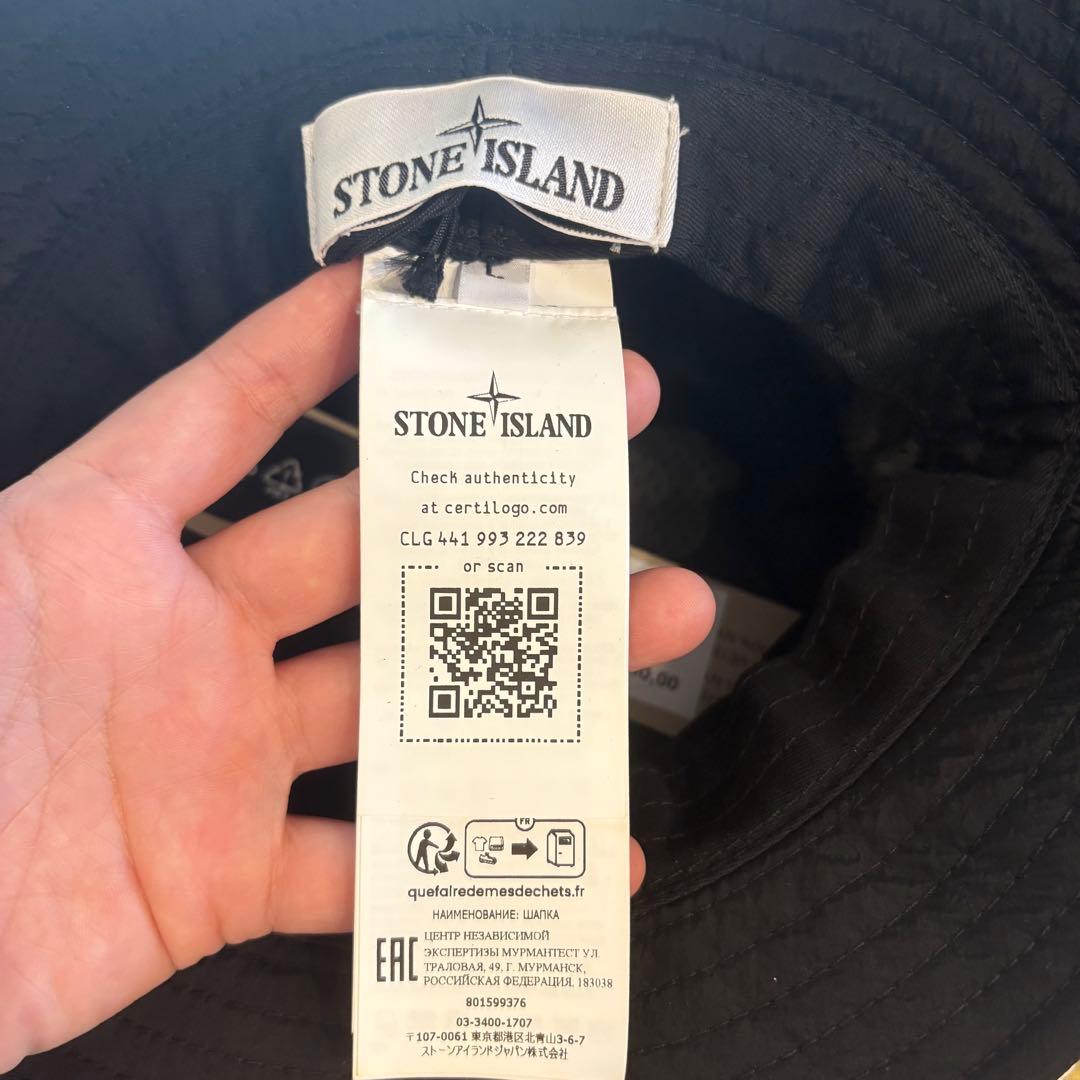 STONE ISLAND
L
STONE ISLAND
Check authenticity
at certilogo.com
CLG 441 993 222 839
or scan
FR
quefairedemesdechets.fr
НАИМЕНОВАНИЕ: ШАПКА
EAC
ЦЕНТР НЕЗАВИСИМОЙ
ЭКСПЕРТИЗЫ МУРМАНТЕСТ УЛ.
ТРАЛОВАЯ, 49, Г. МУРМАНСК,
РОССИЙСКАЯ ФЕДЕРАЦИЯ. 183038
801599376
03-3400-1707
〒107-0061 東京都港区北青山3-6-7
ストーンアイランドジャパン株式会社